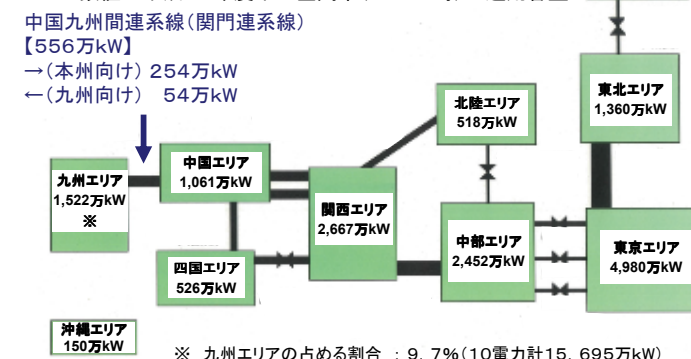 中国九州間連系線(関門連系線)
【556万kW】
→(本州向け) 254万kW
←(九州向け) 54万kW
東北エリア
1,360万kW
北陸エリア
518万kW
中国エリア
1,061万kW
九州エリア
1,522万kW
※
関西エリア
2,667万kW
中部エリア
2,452万kW
東京エリア
4,980万kW
四国エリア
526万kW
沖縄エリア
150万kW
※ 九州エリアの占める割合 : 9. 7%(10電力計15, 695万kW)